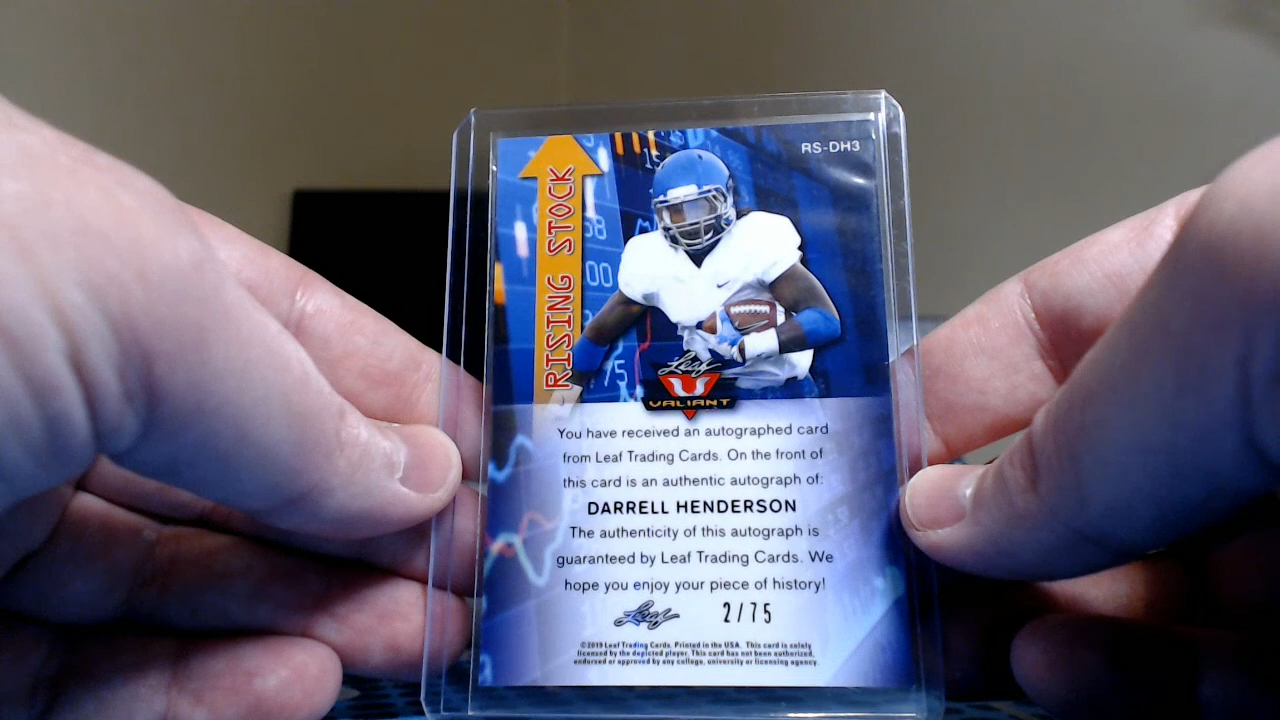 RS-DH3
RISING STOCK
Leaf
VALIANT
You have received an autographed card
from Leaf Trading Cards. On the front of
this card is an authentic autograph of:
DARRELL HENDERSON
The authenticity of this autograph is
guaranteed by Leaf Trading Cards. We
hope you enjoy your piece of history!
Leaf 2/75
©2019 Leaf Trading Cards. Printed in the USA. This card is solely
licensed by the depicted player. This card has not been authorized,
endorsed or approved by any college, university or licensing agency.